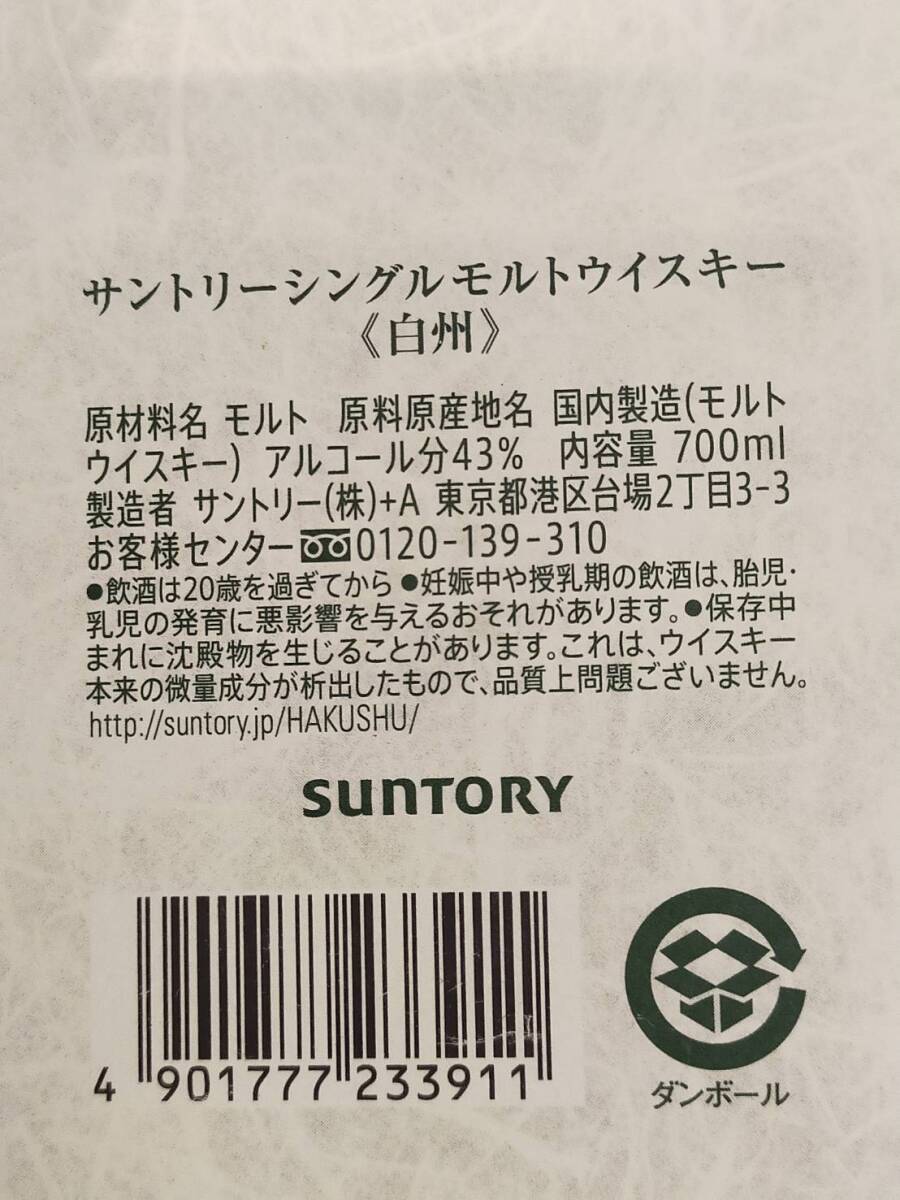 サントリーシングルモルトウイスキー
《白州》
原材料名 モルト 原料原産地名 国内製造(モルト
ウイスキー) アルコール分43% 内容量 700ml
製造者 サントリー(株)+A 東京都港区台場2丁目3-3
お客様センター 0120-139-310
●飲酒は20歳を過ぎてから ●妊娠中や授乳期の飲酒は、胎児・
乳児の発育に悪影響を与えるおそれがあります。●保存中
まれに沈殿物を生じることがあります。これは、ウイスキー
本来の微量成分が析出したもので、品質上問題ございません。
http://suntory.jp/HAKUSHU/
SUNTORY
4 901777 233911
ダンボール